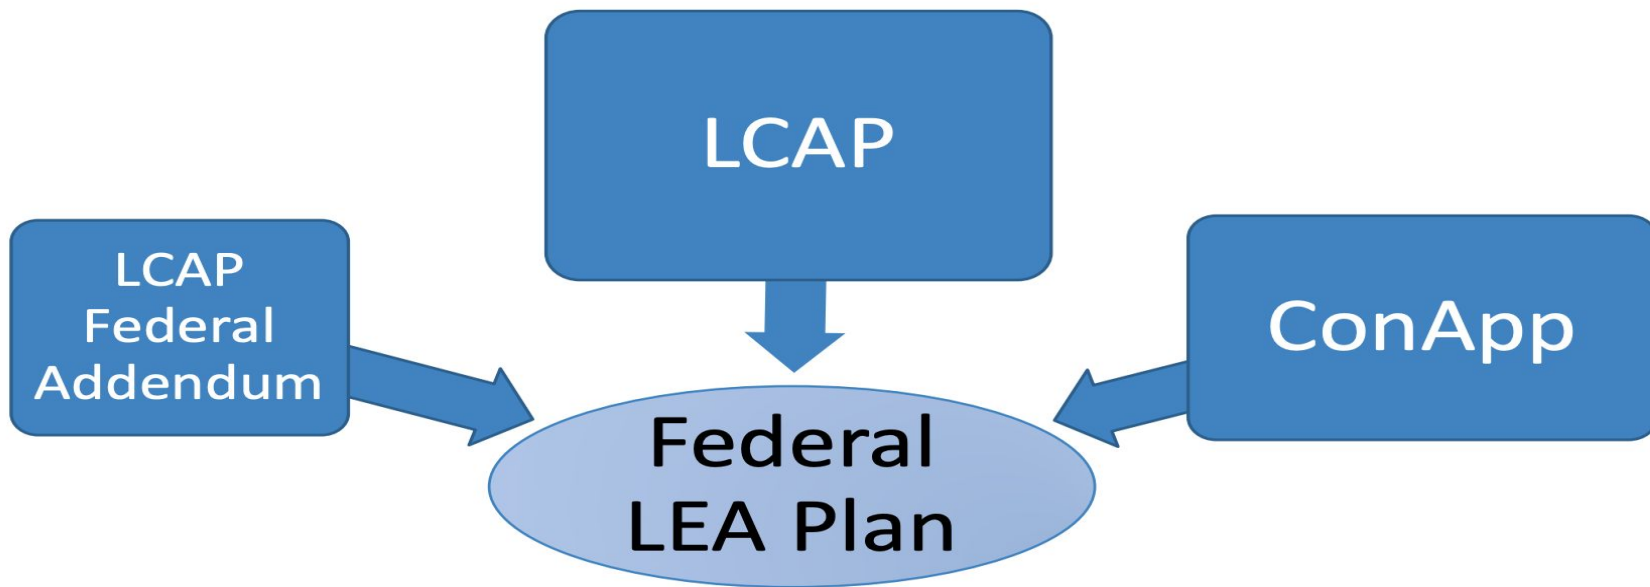 LCAP
LCAP
Federal
Addendum
ConApp
Federal
LEA Plan